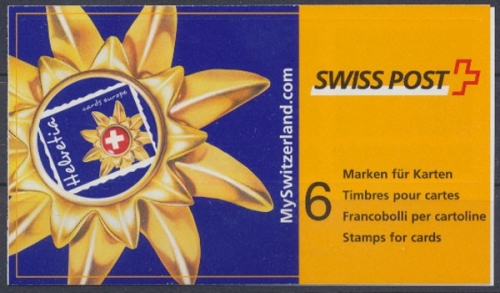 Helvetia
cards europe
MySwitzerland.com
SWISS POST
6
Marken für Karten
Timbres pour cartes
Francobolli per cartoline
Stamps for cards